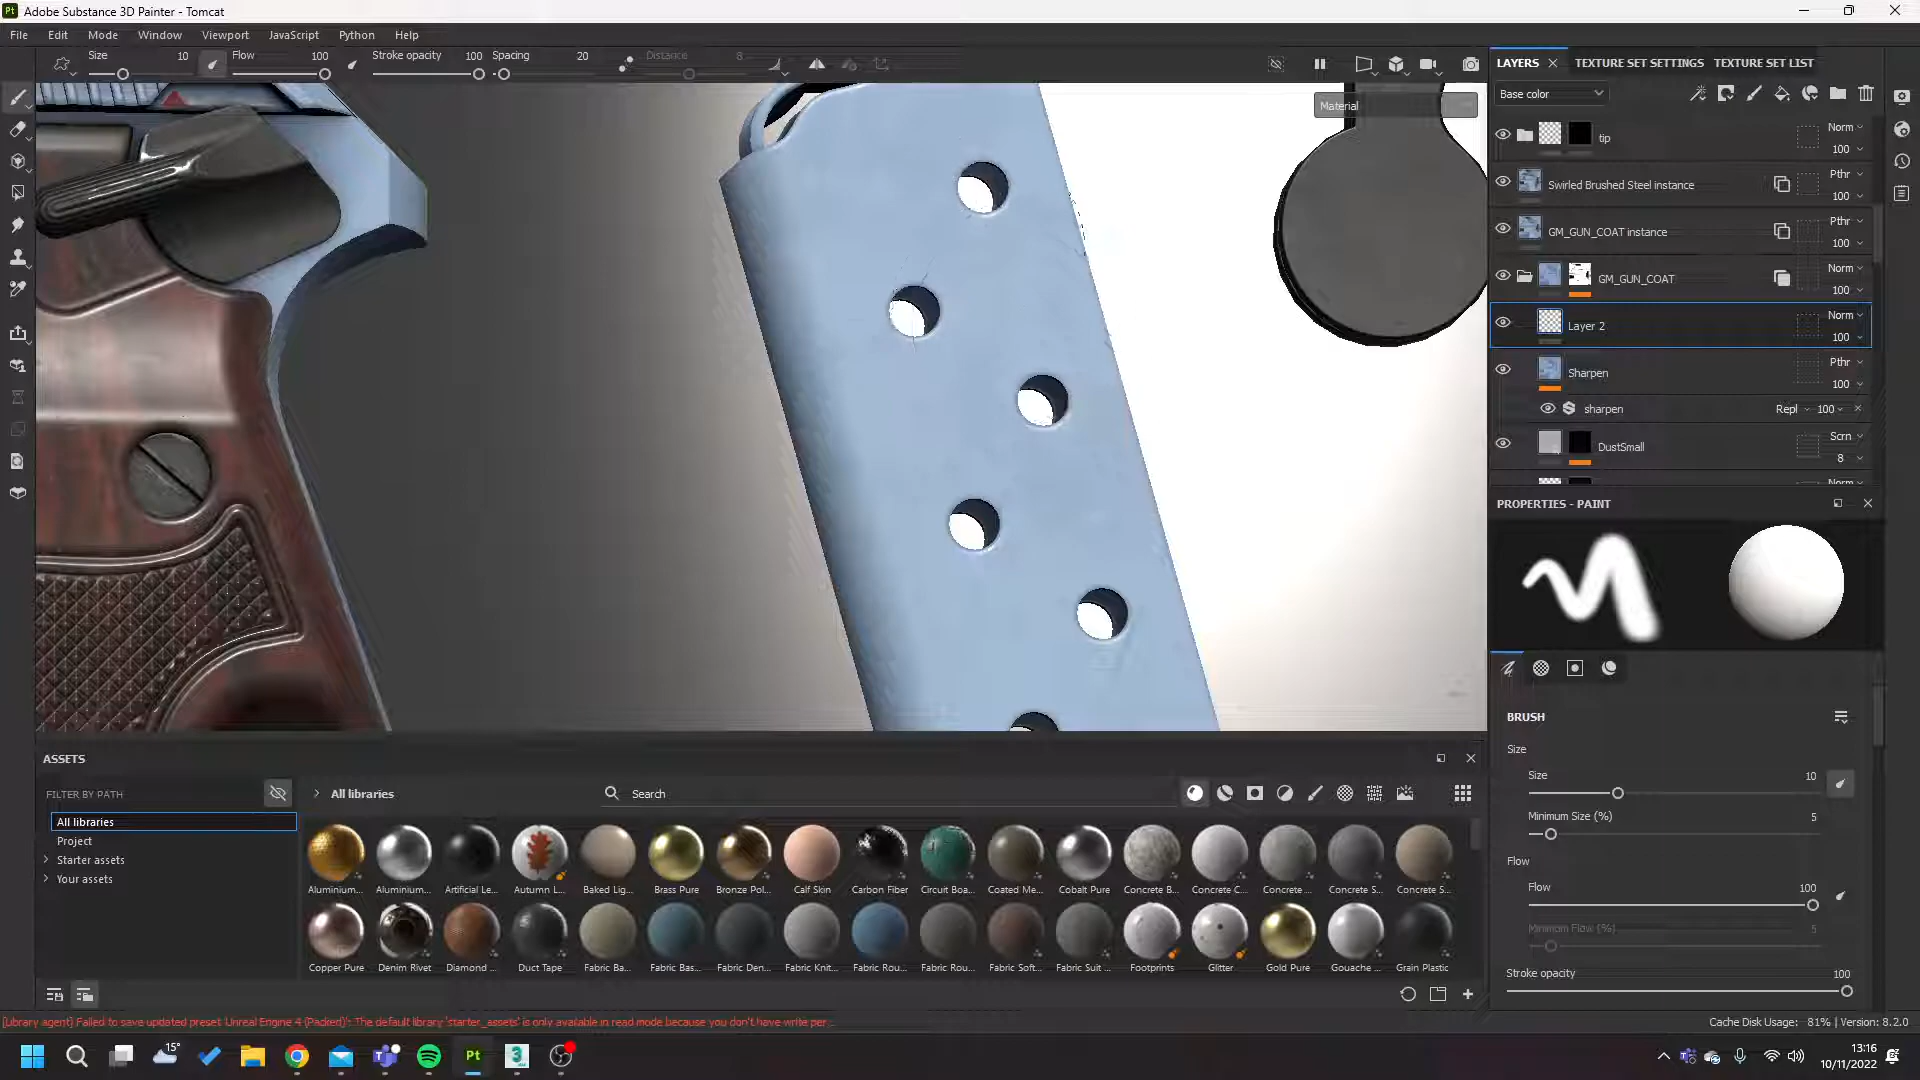 Adobe Substance 3D Painter - Tomcat
File Edit Mode Window Viewport JavaScript Python Help
Size 10 Flow 100 Stroke opacity 100 Spacing 20 Distance 8
Material
LAYERS TEXTURE SET SETTINGS TEXTURE SET LIST
Base color
tip Norm 100
Swirled Brushed Steel instance Pthr 100
GM_GUN_COAT instance Pthr 100
GM_GUN_COAT Norm 100
Layer 2 Norm 100
Sharpen Pthr 100
sharpen Repl 100
DustSmall Scrn 8
Norm
PROPERTIES - PAINT
BRUSH
Size
Size 10
Minimum Size (%) 5
Flow
Flow 100
Minimum Flow (%) 5
Stroke opacity 100
ASSETS
FILTER BY PATH
All libraries
Project
Starter assets
Your assets
All libraries Search
Aluminium... Aluminium... Artificial Le... Autumn L... Baked Lig... Brass Pure Bronze Pol... Calf Skin Carbon Fiber Circuit Boa... Coated Me... Cobalt Pure Concrete B... Concrete C... Concrete ... Concrete S... Concrete S...
Copper Pure Denim Rivet Diamond ... Duct Tape Fabric Ba... Fabric Bas... Fabric Den... Fabric Knit... Fabric Rou... Fabric Rou... Fabric Soft... Fabric Suit ... Footprints Glitter Gold Pure Gouache ... Grain Plastic
[Library agent] Failed to save updated preset 'Unreal Engine 4 (Packed)': The default library 'starter_assets' is only available in read mode because you don't have write per...
Cache Disk Usage: 81% | Version: 8.2.0
15°
Pt
3
13:16
10/11/2022